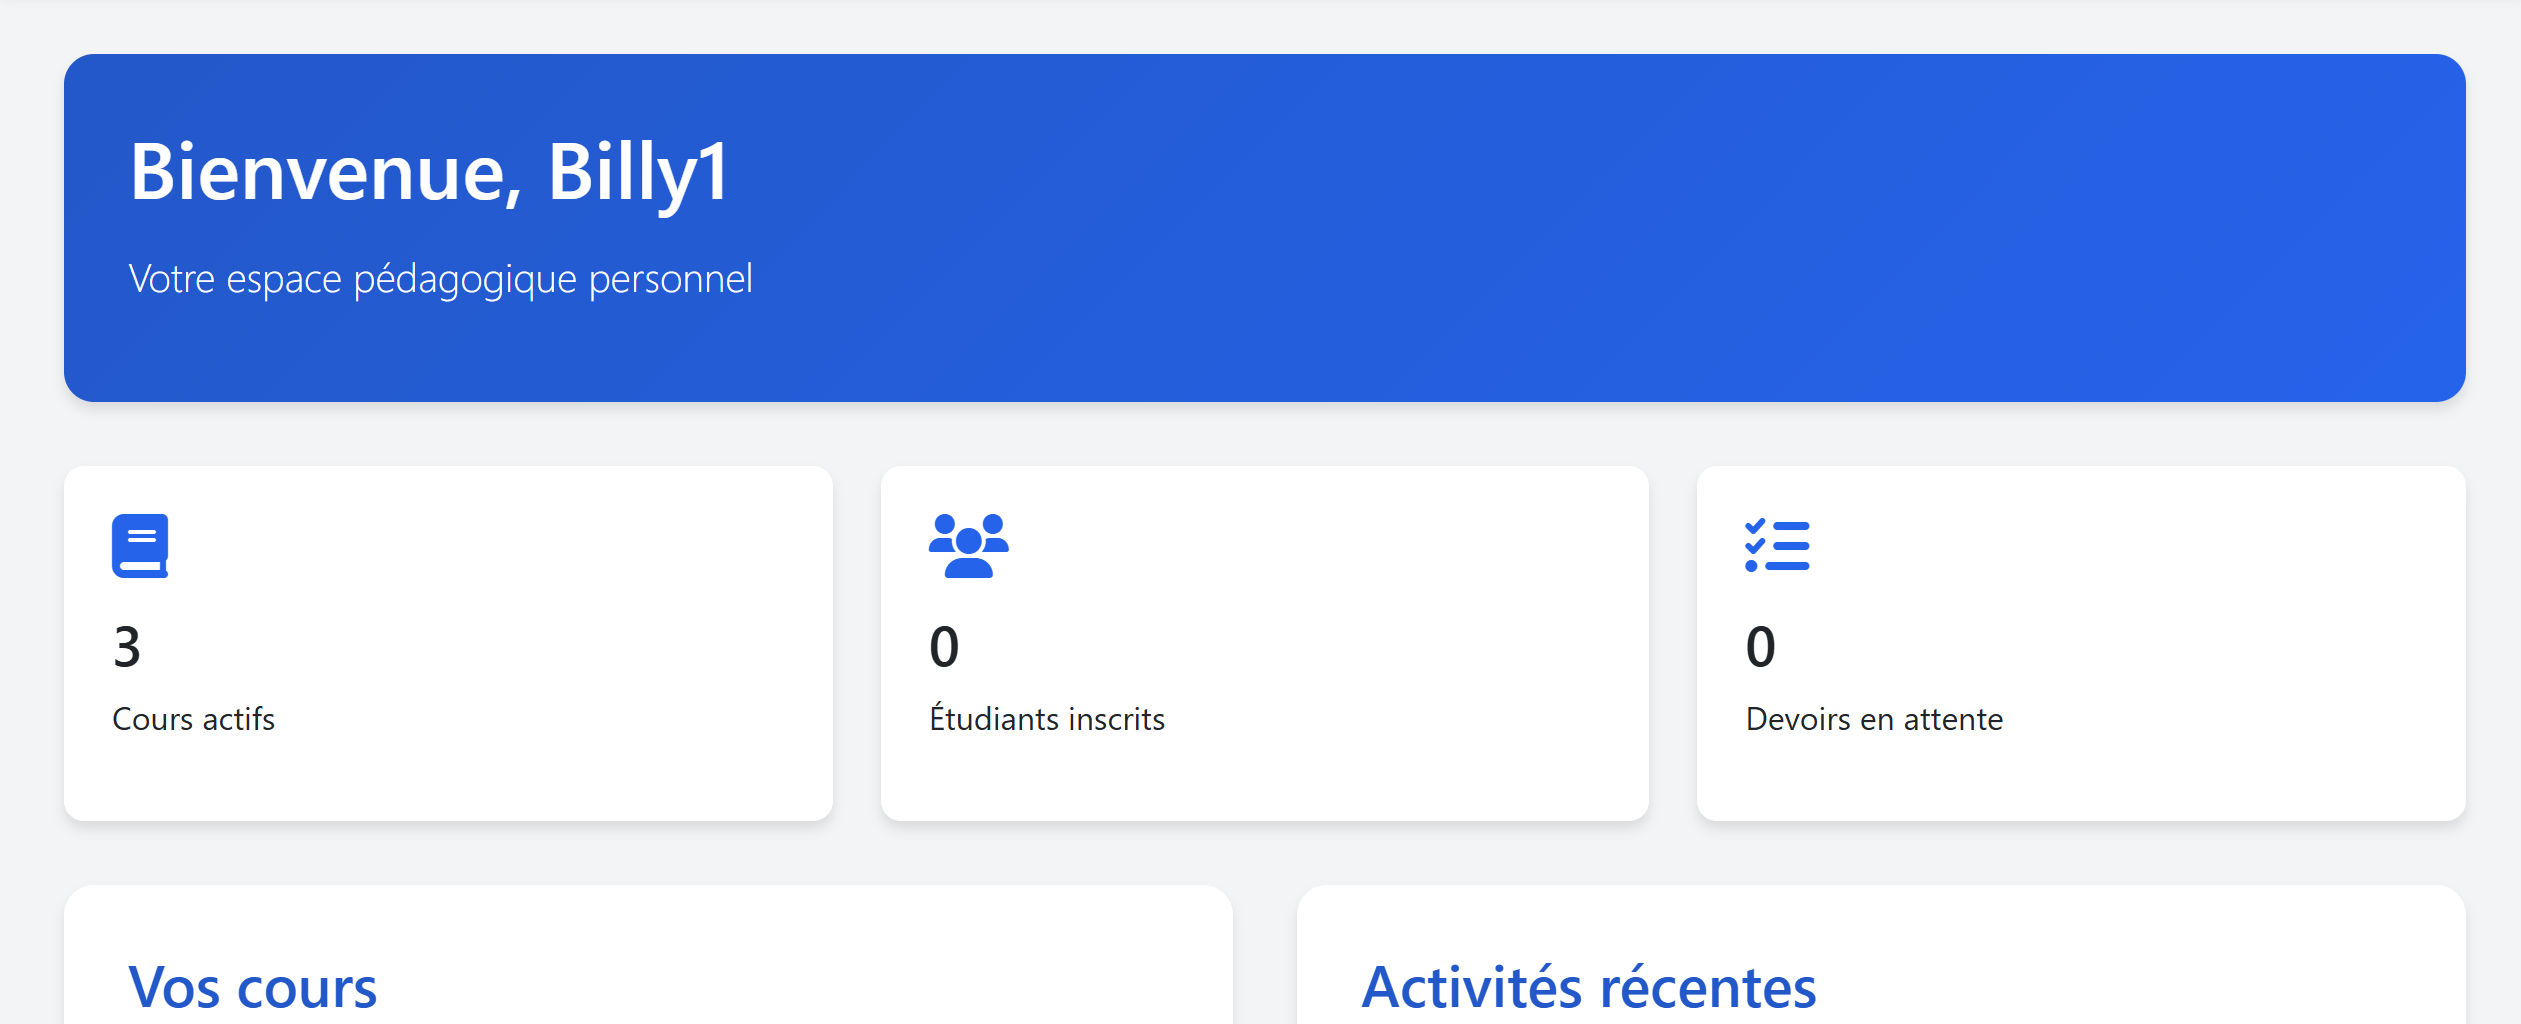 Bienvenue, Billy1
Votre espace pédagogique personnel
3
Cours actifs
0
Étudiants inscrits
0
Devoirs en attente
Vos cours
Activités récentes